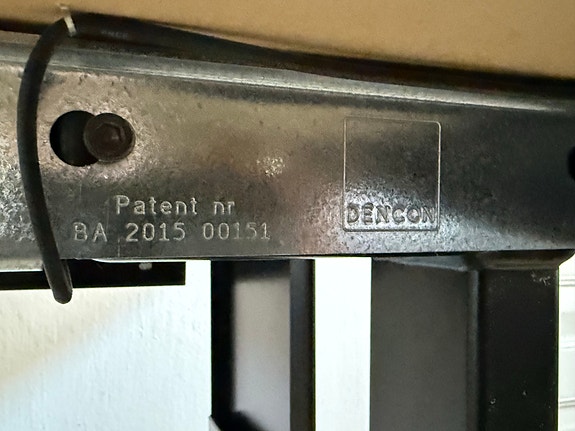 Patent nr
BA 2015 00151
DENCON